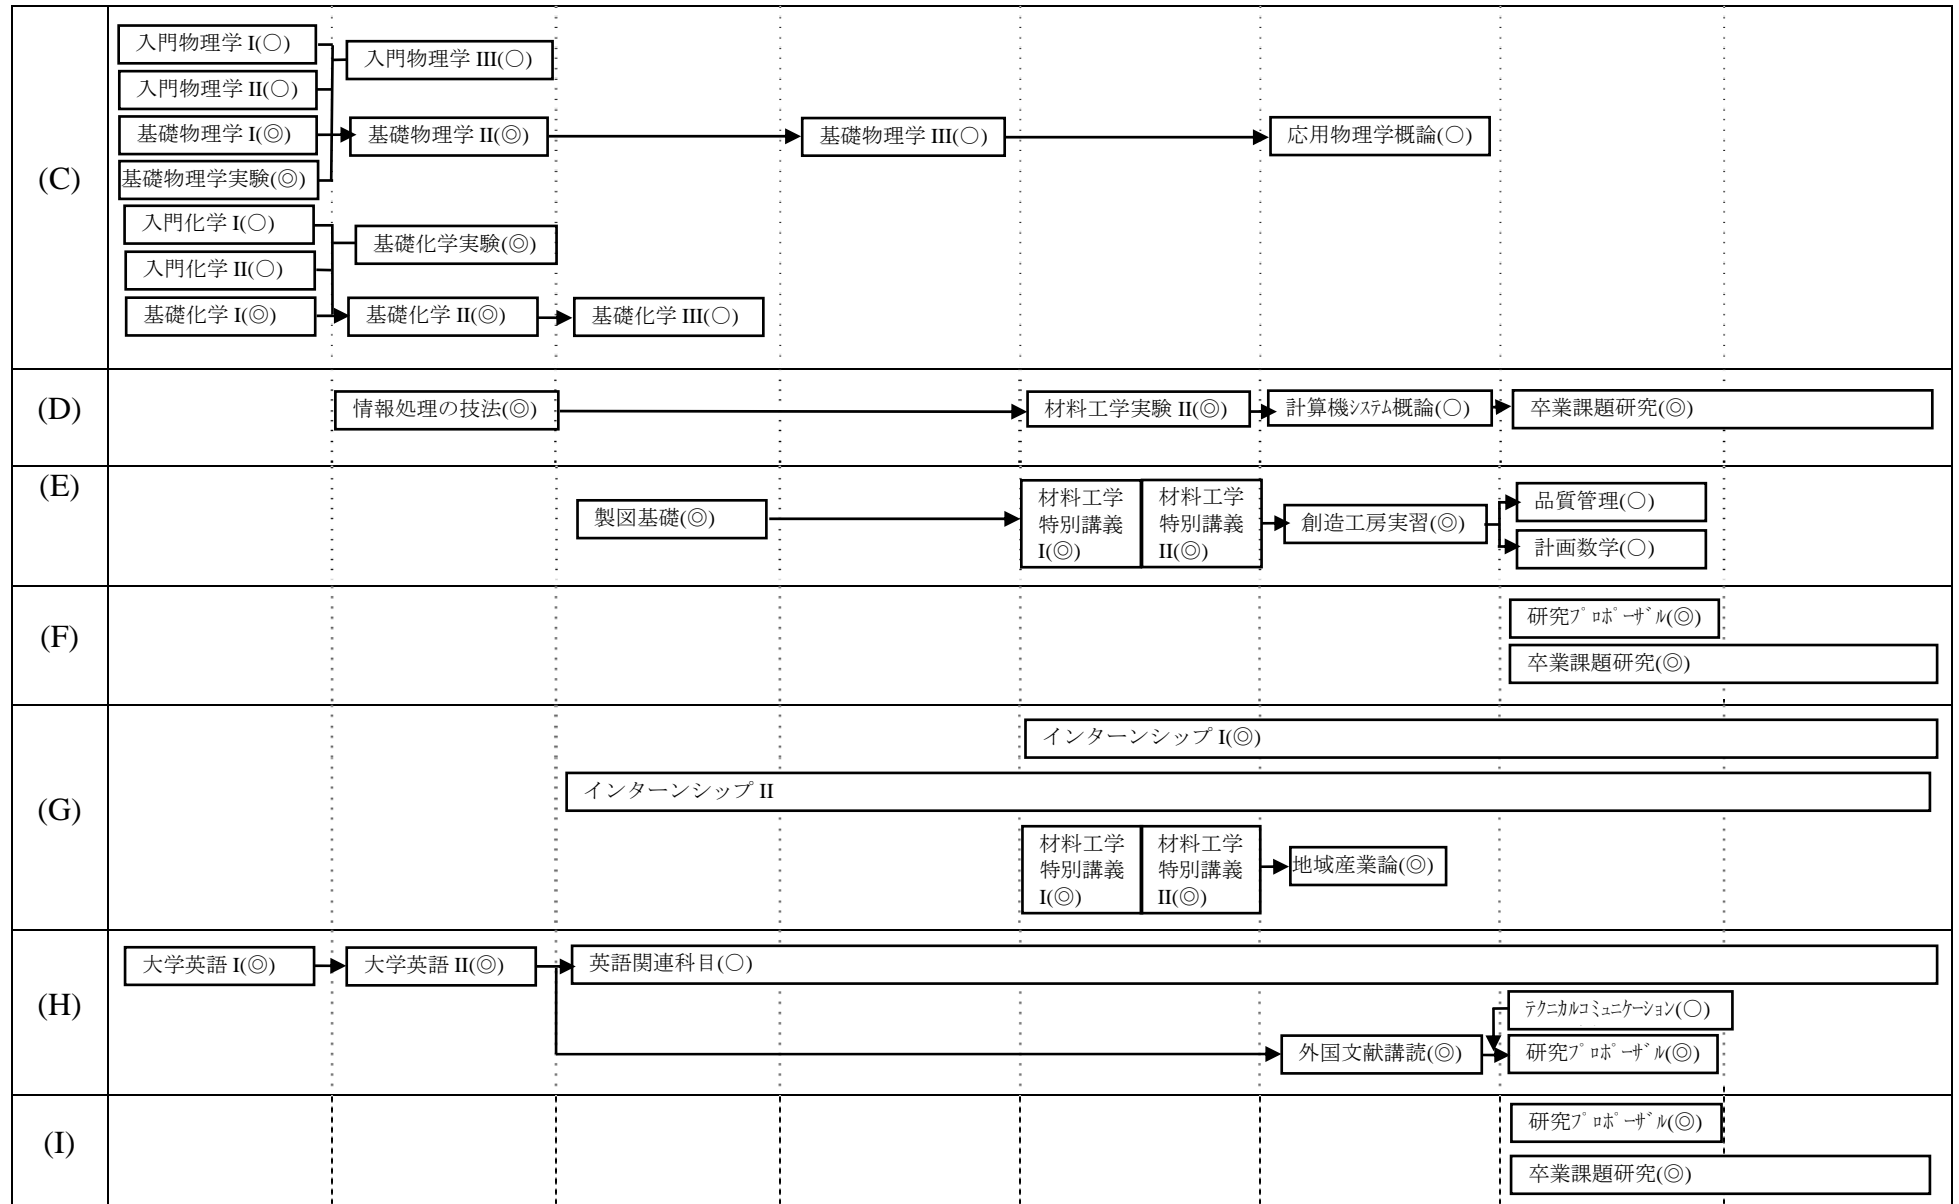 (C)
入門物理学 I(○)
入門物理学 II(○)
基礎物理学 I(◎)
基礎物理学実験(◎)
入門化学 I(○)
入門化学 II(○)
基礎化学 I(◎)
入門物理学 III(○)
基礎物理学 II(◎)
基礎化学実験(◎)
基礎化学 II(◎)
基礎化学 III(○)
基礎物理学 III(○)
応用物理学概論(○)
(D)
情報処理の技法(◎)
材料工学実験 II(◎)
計算機ｼｽﾃﾑ概論(○)
卒業課題研究(◎)
(E)
製図基礎(◎)
材料工学
特別講義
I(◎)
材料工学
特別講義
II(◎)
創造工房実習(◎)
品質管理(○)
計画数学(○)
(F)
研究ﾌﾟﾛﾎﾟｰｻﾞﾙ(◎)
卒業課題研究(◎)
(G)
インターンシップ I(◎)
インターンシップ II
材料工学
特別講義
I(◎)
材料工学
特別講義
II(◎)
地域産業論(◎)
(H)
大学英語 I(◎)
大学英語 II(◎)
英語関連科目(○)
ﾃｸﾆｶﾙｺﾐｭﾆｹｰｼｮﾝ(○)
外国文献講読(◎)
研究ﾌﾟﾛﾎﾟｰｻﾞﾙ(◎)
(I)
研究ﾌﾟﾛﾎﾟｰｻﾞﾙ(◎)
卒業課題研究(◎)